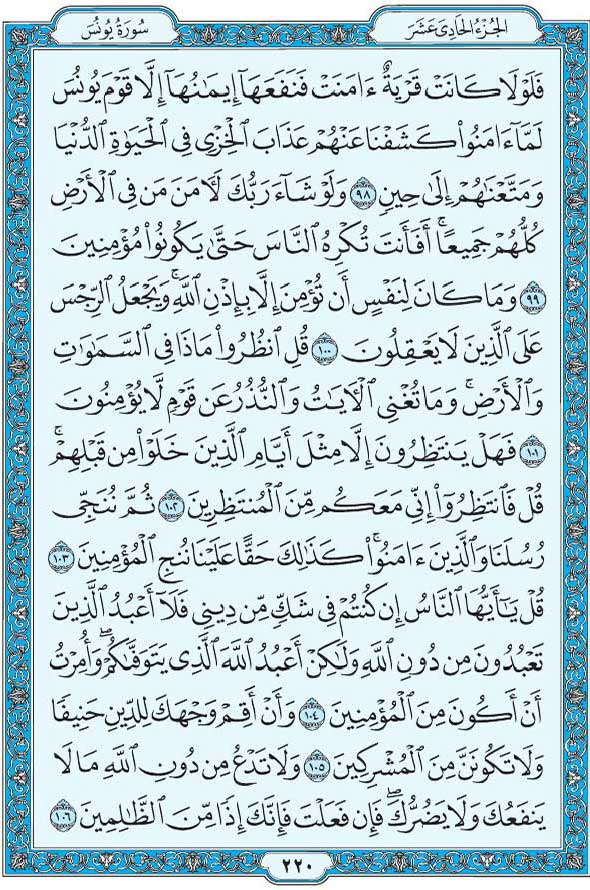 الجُزْءُ الحَادِىَ عَشَرَ
سُورَةُ يُونُسَ
فَلَوْلَا كَانَتْ قَرْيَةٌ ءَامَنَتْ فَنَفَعَهَآ إِيمَٰنُهَآ إِلَّا قَوْمَ يُونُسَ
لَمَّآ ءَامَنُوا۟ كَشَفْنَا عَنْهُمْ عَذَابَ ٱلْخِزْىِ فِى ٱلْحَيَوٰةِ ٱلدُّنْيَا
وَمَتَّعْنَٰهُمْ إِلَىٰ حِينٍ ٩٨ وَلَوْ شَآءَ رَبُّكَ لَءَامَنَ مَن فِى ٱلْأَرْضِ
كُلُّهُمْ جَمِيعًا ۚ أَفَأَنتَ تُكْرِهُ ٱلنَّاسَ حَتَّىٰ يَكُونُوا۟ مُؤْمِنِينَ
٩٩ وَمَا كَانَ لِنَفْسٍ أَن تُؤْمِنَ إِلَّا بِإِذْنِ ٱللَّهِ ۚ وَيَجْعَلُ ٱلرِّجْسَ
عَلَى ٱلَّذِينَ لَا يَعْقِلُونَ ١٠٠ قُلِ ٱنظُرُوا۟ مَاذَا فِى ٱلسَّمَٰوَٰتِ
وَٱلْأَرْضِ ۚ وَمَا تُغْنِى ٱلْءَايَٰتُ وَٱلنُّذُرُ عَن قَوْمٍ لَّا يُؤْمِنُونَ
١٠١ فَهَلْ يَنتَظِرُونَ إِلَّا مِثْلَ أَيَّامِ ٱلَّذِينَ خَلَوْا۟ مِن قَبْلِهِمْ ۚ
قُلْ فَٱنتَظِرُوٓا۟ إِنِّى مَعَكُم مِّنَ ٱلْمُنتَظِرِينَ ١٠٢ ثُمَّ نُنَجِّى
رُسُلَنَا وَٱلَّذِينَ ءَامَنُوا۟ ۚ كَذَٰلِكَ حَقًّا عَلَيْنَا نُنجِ ٱلْمُؤْمِنِينَ ١٠٣
قُلْ يَٰٓأَيُّهَا ٱلنَّاسُ إِن كُنتُمْ فِى شَكٍّ مِّن دِينِى فَلَآ أَعْبُدُ ٱلَّذِينَ
تَعْبُدُونَ مِن دُونِ ٱللَّهِ وَلَٰكِنْ أَعْبُدُ ٱللَّهَ ٱلَّذِى يَتَوَفَّىٰكُمْ ۖ وَأُمِرْتُ
أَنْ أَكُونَ مِنَ ٱلْمُؤْمِنِينَ ١٠٤ وَأَنْ أَقِمْ وَجْهَكَ لِلدِّينِ حَنِيفًا
وَلَا تَكُونَنَّ مِنَ ٱلْمُشْرِكِينَ ١٠٥ وَلَا تَدْعُ مِن دُونِ ٱللَّهِ مَا لَا
يَنفَعُكَ وَلَا يَضُرُّكَ ۖ فَإِن فَعَلْتَ فَإِنَّكَ إِذًا مِّنَ ٱلظَّٰلِمِينَ ١٠٦
٢٢٠